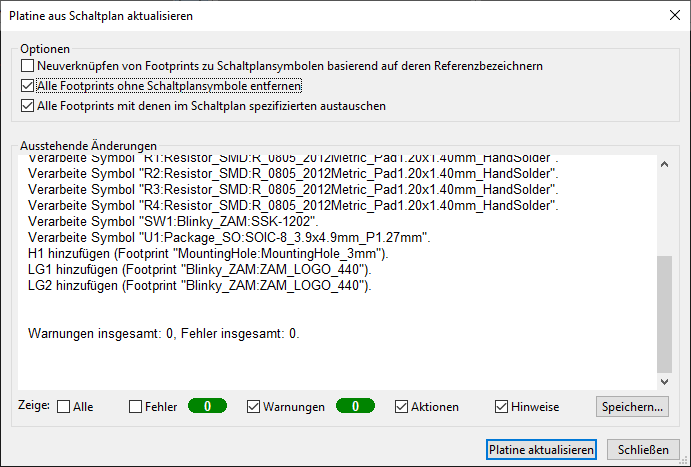 Platine aus Schaltplan aktualisieren
Optionen
Neuverknüpfen von Footprints zu Schaltplansymbolen basierend auf deren Referenzbezeichnern
Alle Footprints ohne Schaltplansymbole entfernen
Alle Footprints mit denen im Schaltplan spezifizierten austauschen
Ausstehende Änderungen
Verarbeite Symbol "R1:Resistor_SMD:R_0805_2012Metric_Pad1.20x1.40mm_HandSolder".
Verarbeite Symbol "R2:Resistor_SMD:R_0805_2012Metric_Pad1.20x1.40mm_HandSolder".
Verarbeite Symbol "R3:Resistor_SMD:R_0805_2012Metric_Pad1.20x1.40mm_HandSolder".
Verarbeite Symbol "R4:Resistor_SMD:R_0805_2012Metric_Pad1.20x1.40mm_HandSolder".
Verarbeite Symbol "SW1:Blinky_ZAM:SSK-1202".
Verarbeite Symbol "U1:Package_SO:SOIC-8_3.9x4.9mm_P1.27mm".
H1 hinzufügen (Footprint "MountingHole:MountingHole_3mm").
LG1 hinzufügen (Footprint "Blinky_ZAM:ZAM_LOGO_440").
LG2 hinzufügen (Footprint "Blinky_ZAM:ZAM_LOGO_440").
Warnungen insgesamt: 0, Fehler insgesamt: 0.
Zeige: Alle Fehler 0 Warnungen 0 Aktionen Hinweise Speichern...
Platine aktualisieren Schließen